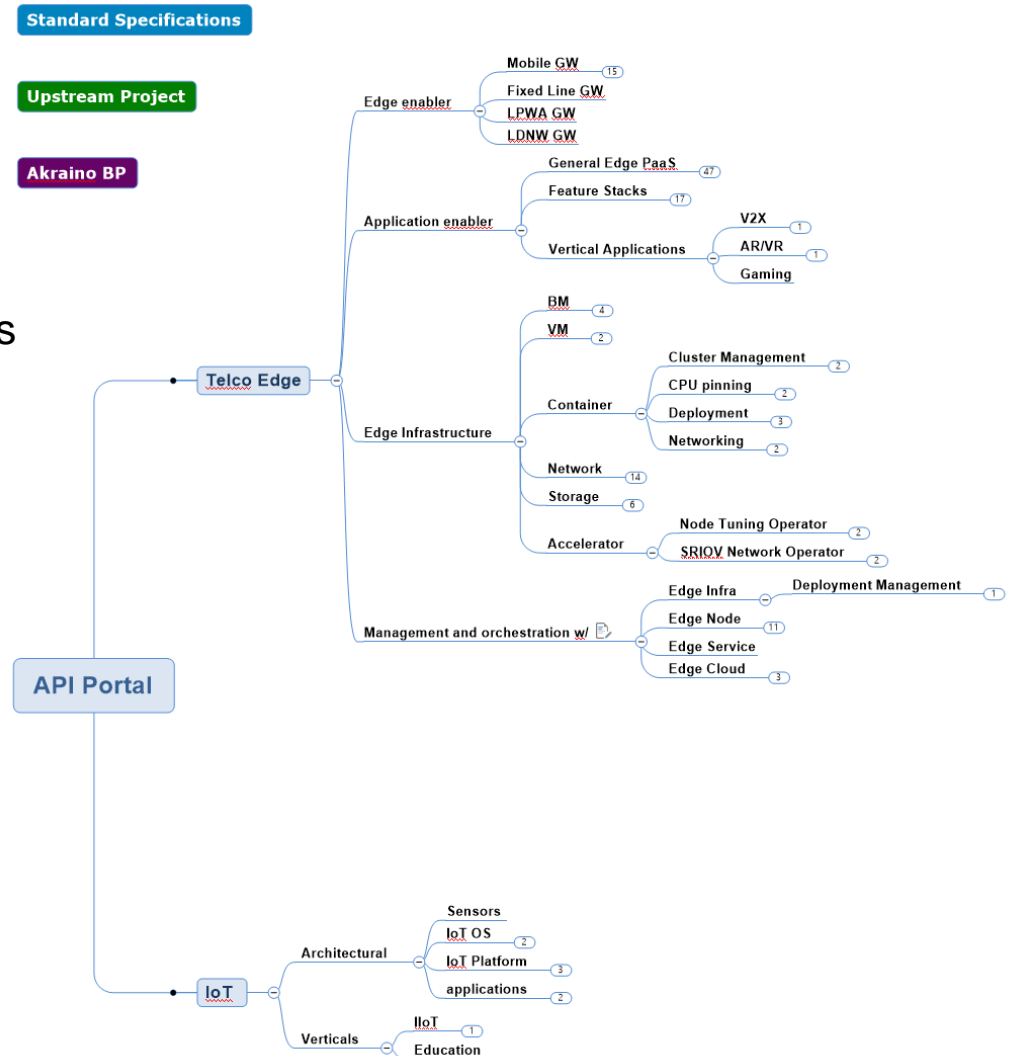 Standard Specifications
Upstream Project
Akraino BP
s
API Portal
Telco Edge
Edge enabler
Mobile GW 15
Fixed Line GW
LPWA GW
LDNW GW
Application enabler
General Edge PaaS 47
Feature Stacks 17
Vertical Applications
V2X 1
AR/VR 1
Gaming
Edge Infrastructure
BM 4
VM 2
Container
Cluster Management 2
CPU pinning 2
Deployment 3
Networking 2
Network 14
Storage 6
Accelerator
Node Tuning Operator 2
SRIOV Network Operator 2
Management and orchestration w/
Edge Infra
Deployment Management 1
Edge Node 11
Edge Service
Edge Cloud 3
IoT
Architectural
Sensors
IoT OS 2
IoT Platform 3
applications 2
Verticals
IIoT 1
Education